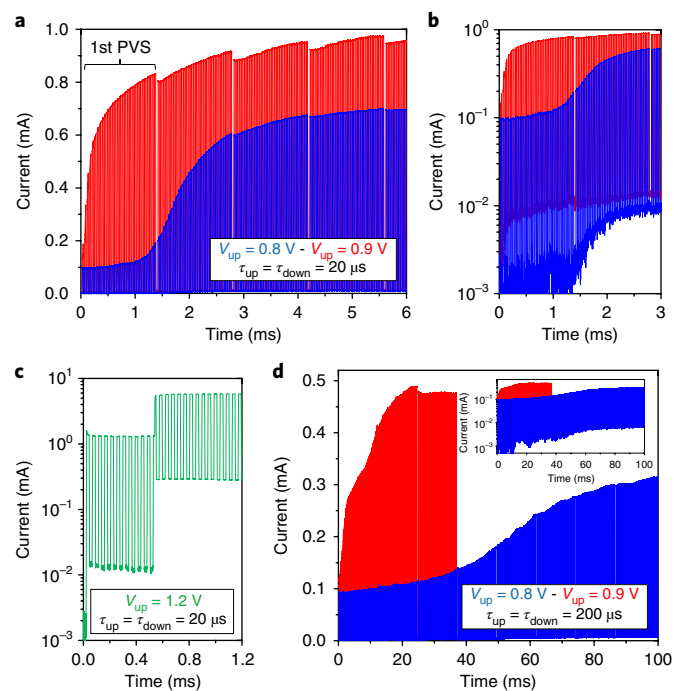 a
1.0
0.8
0.6
0.4
0.2
0.0
Current (mA)
1st PVS
V_up = 0.8 V - V_up = 0.9 V
τ_up = τ_down = 20 μs
0 1 2 3 4 5 6
Time (ms)
b
10⁰
10⁻¹
10⁻²
10⁻³
Current (mA)
0 1 2 3
Time (ms)
c
10¹
10⁰
10⁻¹
10⁻²
10⁻³
Current (mA)
V_up = 1.2 V
τ_up = τ_down = 20 μs
0.0 0.4 0.8 1.2
Time (ms)
d
0.5
0.4
0.3
0.2
0.1
0.0
Current (mA)
10⁻¹
10⁻²
10⁻³
Current (mA)
0 20 40 60 80 100
Time (ms)
V_up = 0.8 V - V_up = 0.9 V
τ_up = τ_down = 200 μs
0 20 40 60 80 100
Time (ms)